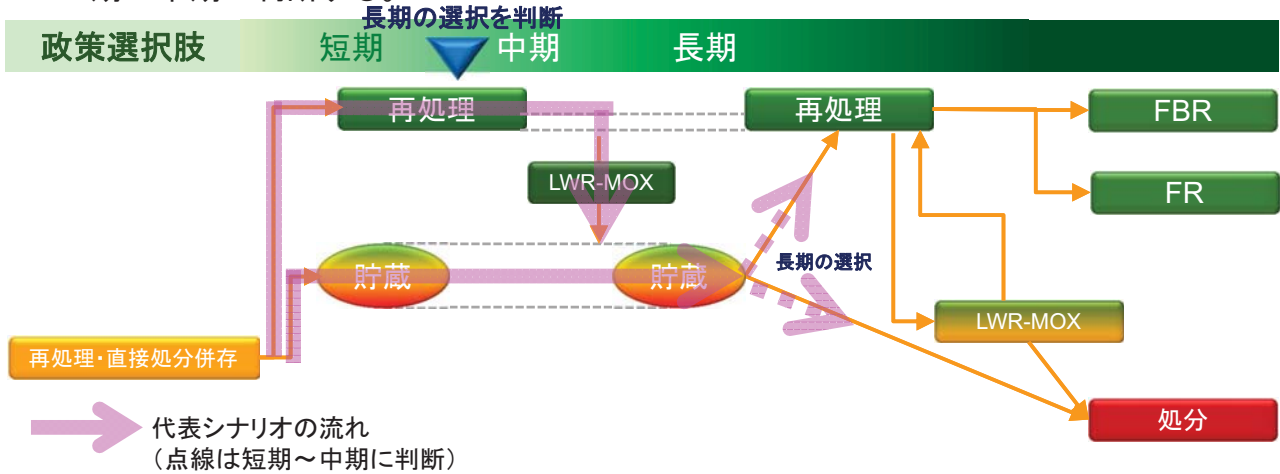 長期の選択を判断
政策選択肢 短期 中期 長期
再処理 再処理 FBR
LWR-MOX FR
貯蔵 貯蔵 長期の選択
LWR-MOX
再処理・直接処分併存
処分
代表シナリオの流れ
（点線は短期～中期に判断）